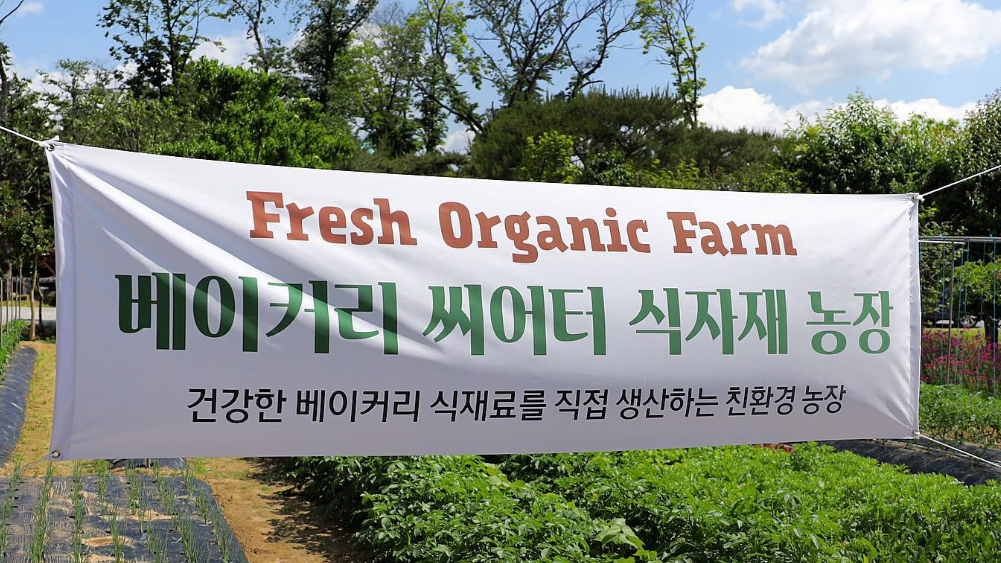 Fresh Organic Farm
베이커리 씨어터 식자재 농장
건강한 베이커리 식재료를 직접 생산하는 친환경 농장